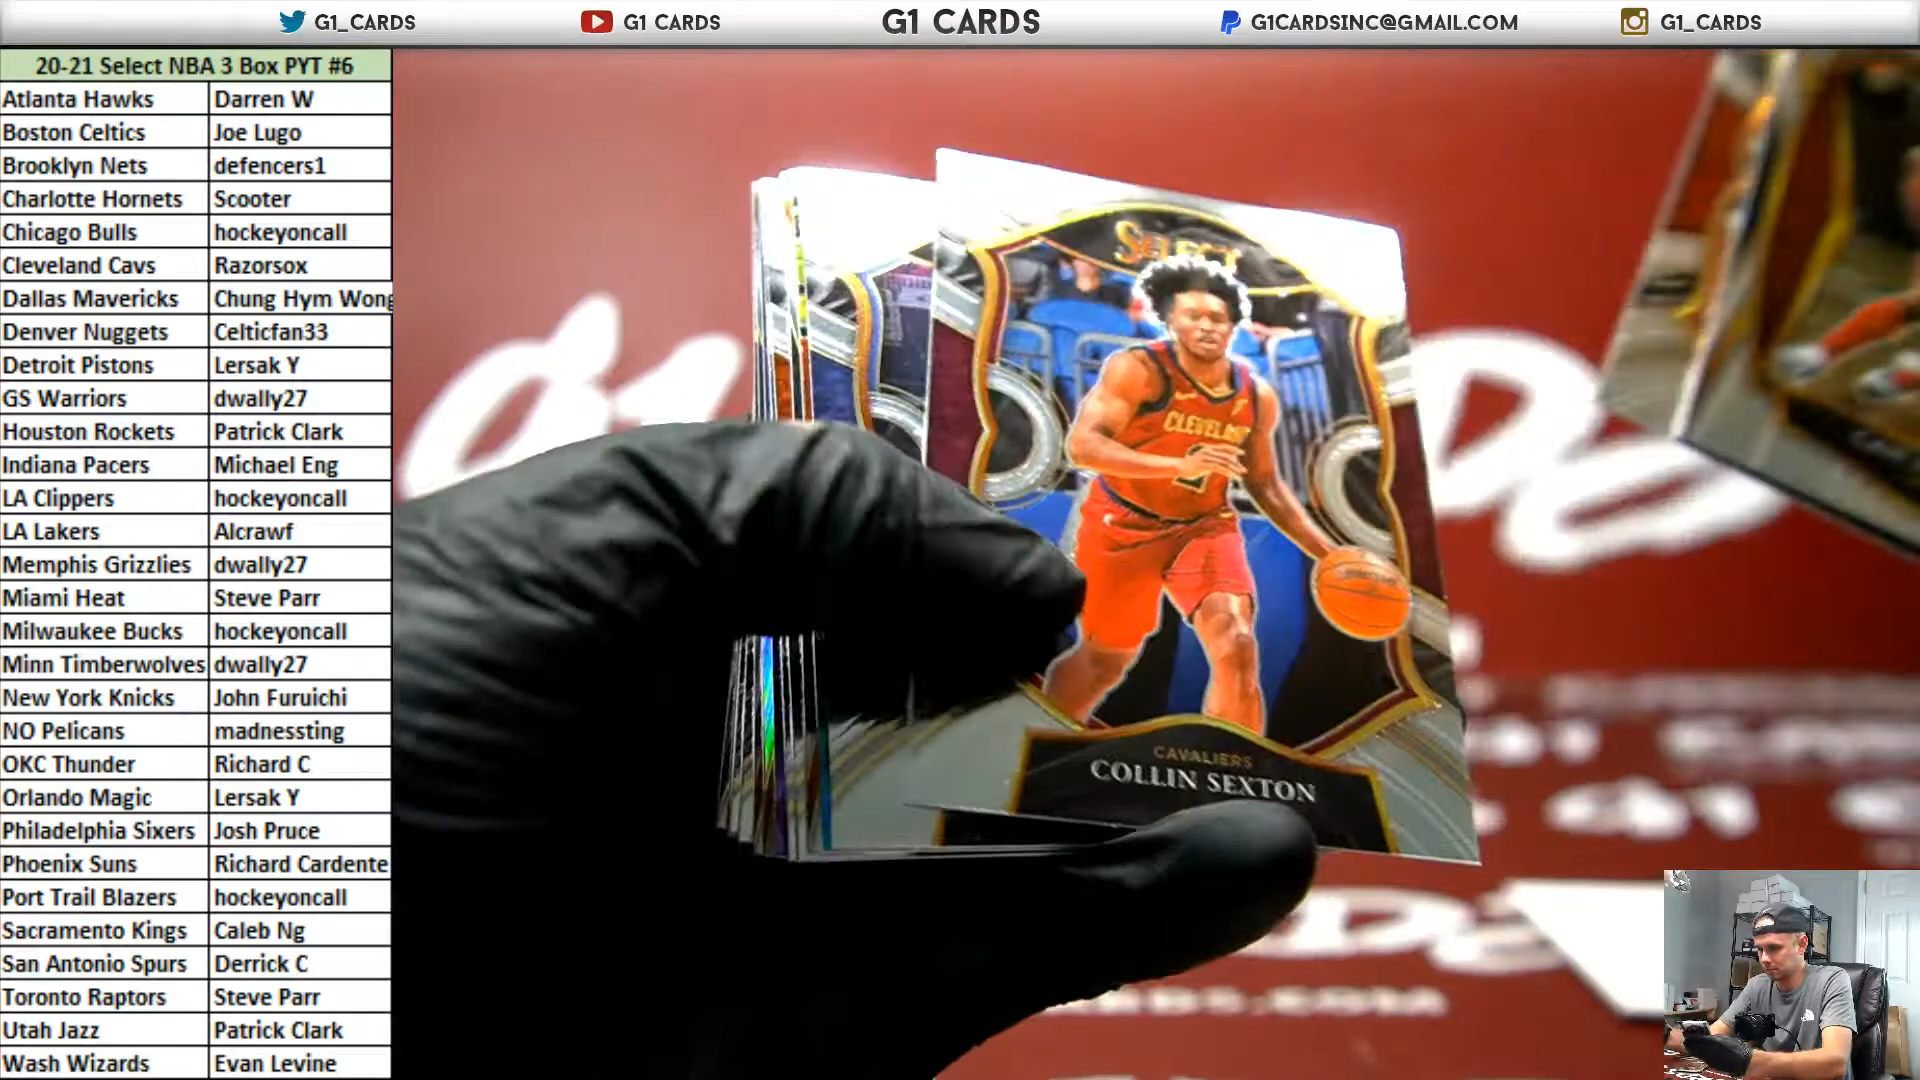 G1_CARDS G1 CARDS G1 CARDS G1CARDSINC@GMAIL.COM G1_CARDS
20-21 Select NBA 3 Box PYT #6
Atlanta Hawks Darren W
Boston Celtics Joe Lugo
Brooklyn Nets defencers1
Charlotte Hornets Scooter
Chicago Bulls hockeyoncall
Cleveland Cavs Razorsox
Dallas Mavericks Chung Hym Wong
Denver Nuggets Celticfan33
Detroit Pistons Lersak Y
GS Warriors dwally27
Houston Rockets Patrick Clark
Indiana Pacers Michael Eng
LA Clippers hockeyoncall
LA Lakers Alcrawf
Memphis Grizzlies dwally27
Miami Heat Steve Parr
Milwaukee Bucks hockeyoncall
Minn Timberwolves dwally27
New York Knicks John Furuichi
NO Pelicans madnessting
OKC Thunder Richard C
Orlando Magic Lersak Y
Philadelphia Sixers Josh Pruce
Phoenix Suns Richard Cardente
Port Trail Blazers hockeyoncall
Sacramento Kings Caleb Ng
San Antonio Spurs Derrick C
Toronto Raptors Steve Parr
Utah Jazz Patrick Clark
Wash Wizards Evan Levine
SELECT
CLEVELAND
2
CAVALIERS
COLLIN SEXTON